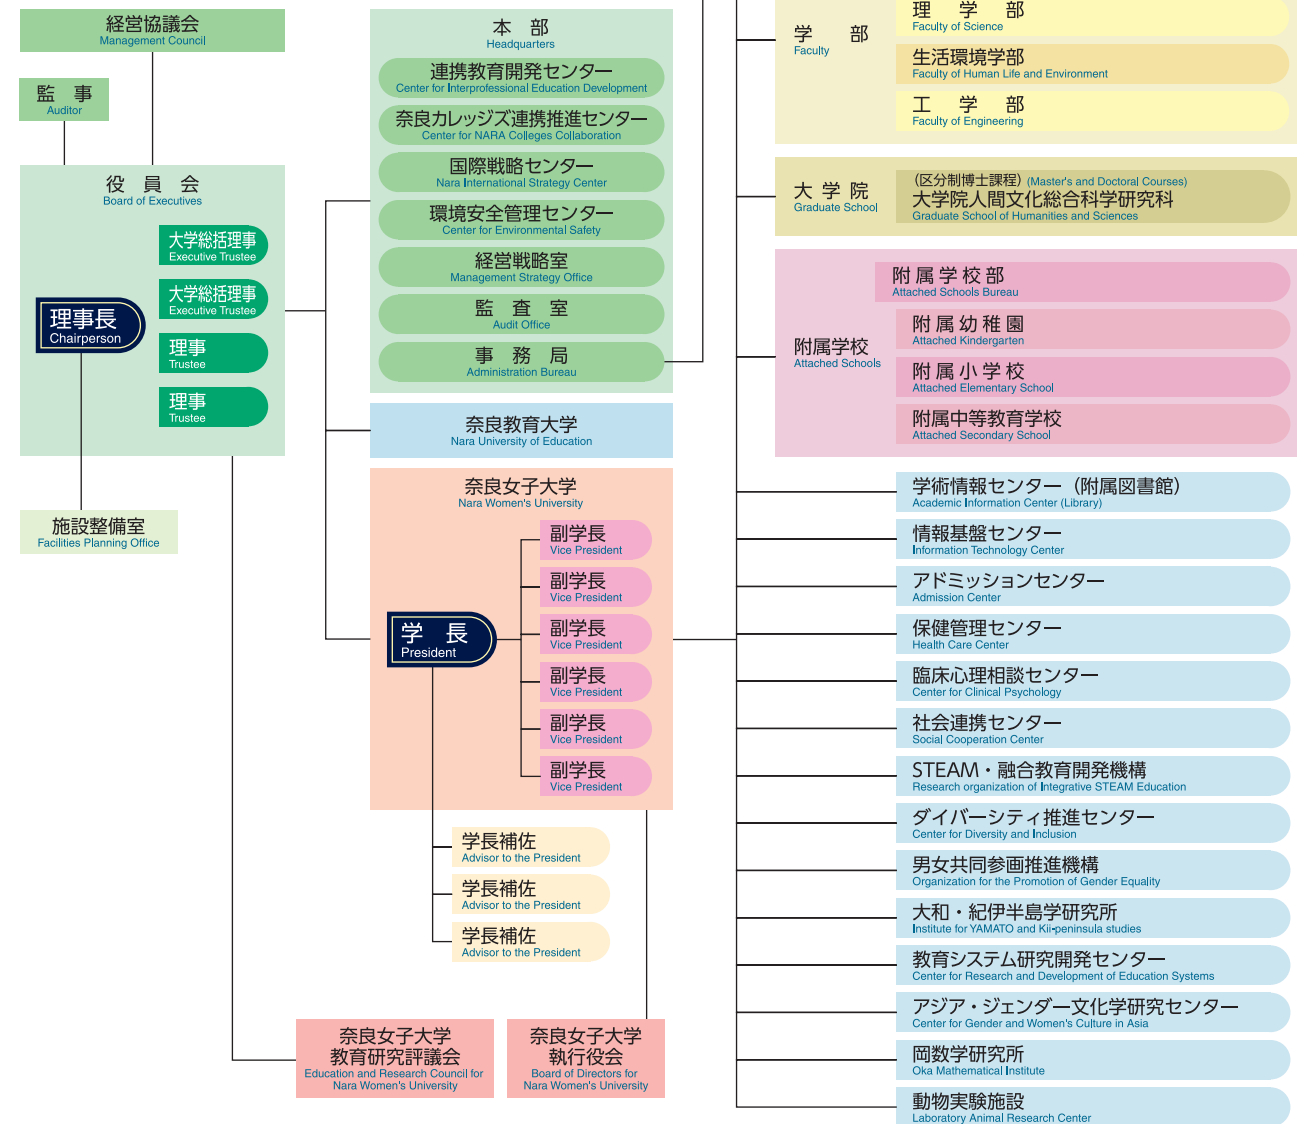 経営協議会
Management Council
監 事
Auditor
役 員 会
Board of Executives
大学総括理事
Executive Trustee
大学総括理事
Executive Trustee
理事長
Chairperson
理事
Trustee
理事
Trustee
施設整備室
Facilities Planning Office
本 部
Headquarters
連携教育開発センター
Center for Interprofessional Education Development
奈良カレッジズ連携推進センター
Center for NARA Colleges Collaboration
国際戦略センター
Nara International Strategy Center
環境安全管理センター
Center for Environmental Safety
経営戦略室
Management Strategy Office
監 査 室
Audit Office
事 務 局
Administration Bureau
奈良教育大学
Nara University of Education
奈良女子大学
Nara Women's University
副学長
Vice President
副学長
Vice President
副学長
Vice President
副学長
Vice President
副学長
Vice President
副学長
Vice President
学 長
President
学長補佐
Advisor to the President
学長補佐
Advisor to the President
学長補佐
Advisor to the President
奈良女子大学
教育研究評議会
Education and Research Council for
Nara Women's University
奈良女子大学
執行役会
Board of Directors for
Nara Women's University
学 部
Faculty
理 学 部
Faculty of Science
生活環境学部
Faculty of Human Life and Environment
工 学 部
Faculty of Engineering
大 学 院
Graduate School
(区分制博士課程) (Master's and Doctoral Courses)
大学院人間文化総合科学研究科
Graduate School of Humanities and Sciences
附属学校
Attached Schools
附属学校部
Attached Schools Bureau
附属幼稚園
Attached Kindergarten
附属小学校
Attached Elementary School
附属中等教育学校
Attached Secondary School
学術情報センター（附属図書館）
Academic Information Center (Library)
情報基盤センター
Information Technology Center
アドミッションセンター
Admission Center
保健管理センター
Health Care Center
臨床心理相談センター
Center for Clinical Psychology
社会連携センター
Social Cooperation Center
STEAM・融合教育開発機構
Research organization of Integrative STEAM Education
ダイバーシティ推進センター
Center for Diversity and Inclusion
男女共同参画推進機構
Organization for the Promotion of Gender Equality
大和・紀伊半島学研究所
Institute for YAMATO and Kii-peninsula studies
教育システム研究開発センター
Center for Research and Development of Education Systems
アジア・ジェンダー文化学研究センター
Center for Gender and Women's Culture in Asia
岡数学研究所
Oka Mathematical Institute
動物実験施設
Laboratory Animal Research Center